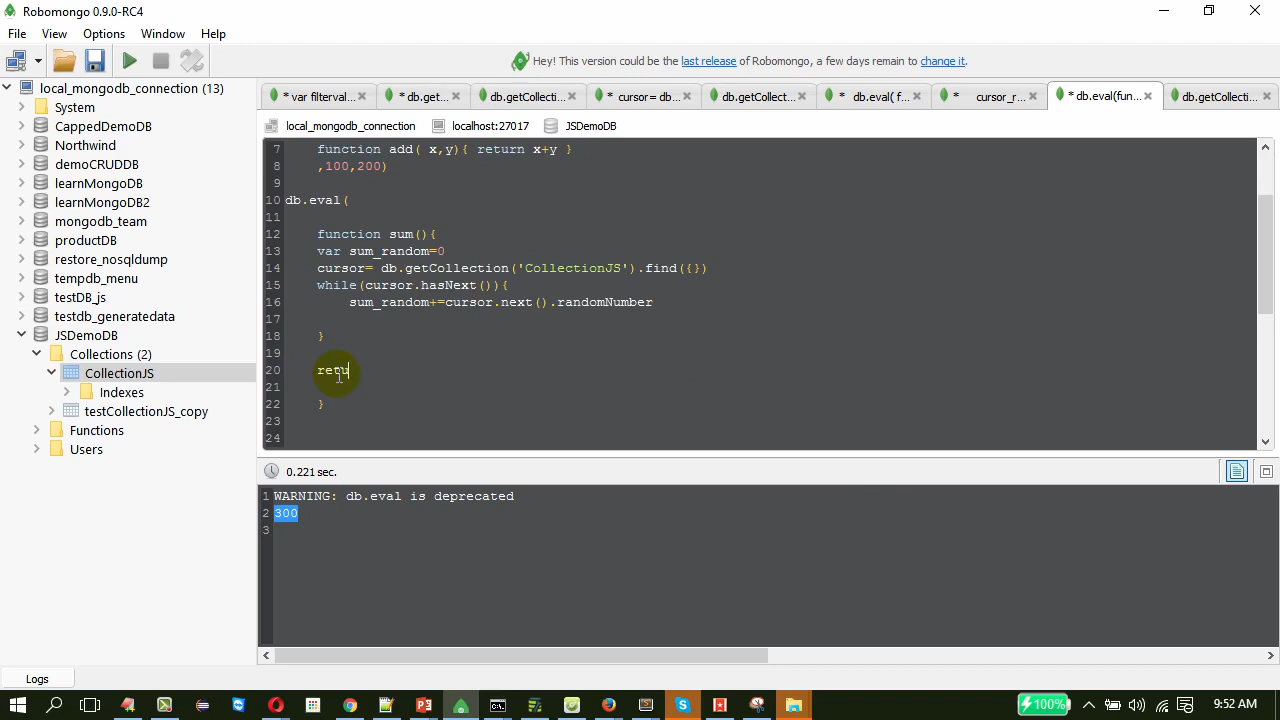 Robomongo 0.9.0-RC4
File View Options Window Help
Hey! This version could be the last release of Robomongo, a few days remain to change it.
local_mongodb_connection (13)
System
CappedDemoDB
Northwind
demoCRUDDB
learnMongoDB
learnMongoDB2
mongodb_team
productDB
restore_nosqldump
tempdb_menu
testDB_js
testdb_generatedata
JSDemoDB
Collections (2)
CollectionJS
Indexes
testCollectionJS_copy
Functions
Users
* var filterval... * db.get... db.getCollecti... * cursor= db... db.getCollect... * db.eval( f... * cursor_r... * db.eval(fun... db.getCollecti...
local_mongodb_connection localhost:27017 JSDemoDB
7 function add( x,y){ return x+y }
8 ,100,200)
9
10 db.eval(
11
12 function sum(){
13 var sum_random=0
14 cursor= db.getCollection('CollectionJS').find({})
15 while(cursor.hasNext()){
16 sum_random+=cursor.next().randomNumber
17
18 }
19
20 retu
21
22 }
23
24
0.221 sec.
1 WARNING: db.eval is deprecated
2 300
3
Logs
100% 9:52 AM